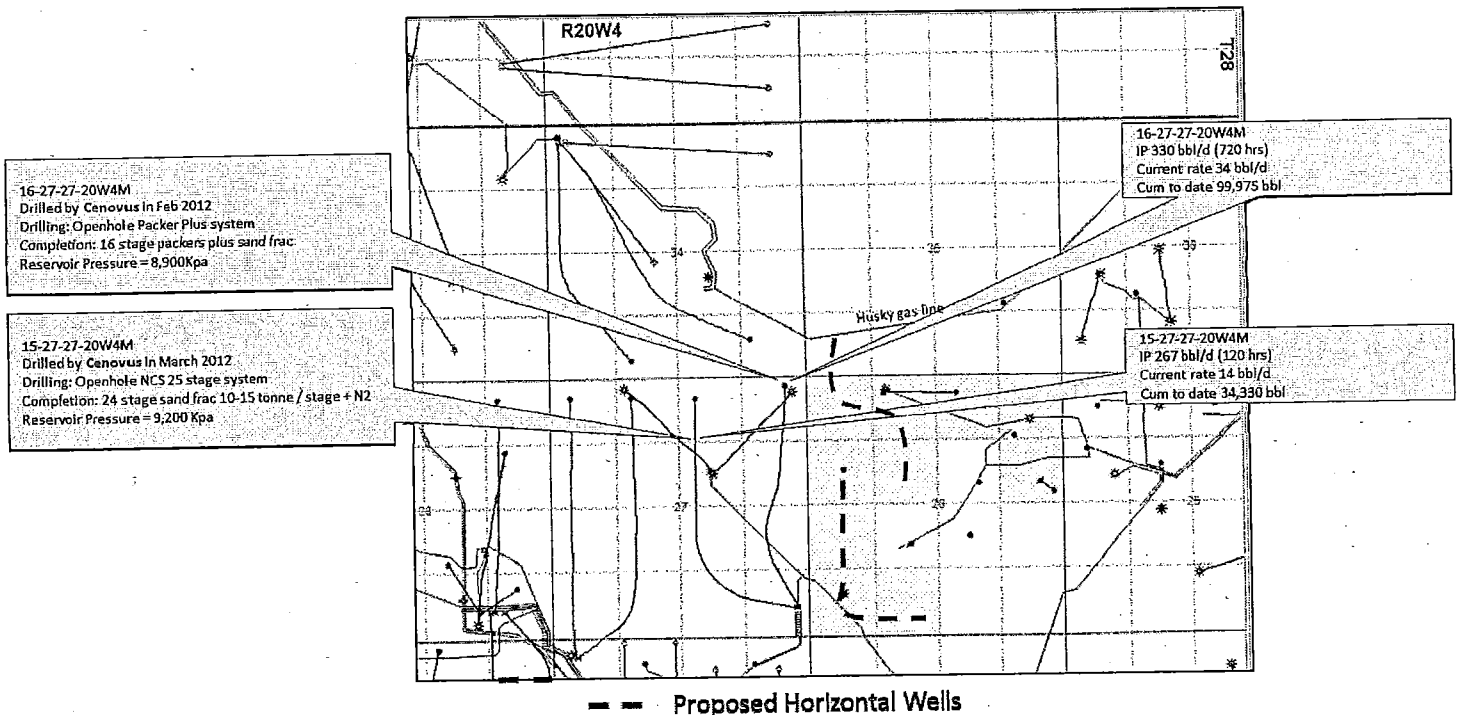 R20W4
T28
16-27-27-20W4M
IP 330 bbl/d (720 hrs)
Current rate 34 bbl/d
Cum to date 99,975 bbl
16-27-27-20W4M
Drilled by Cenovus in Feb 2012
Drilling: Openhole Packer Plus system
Completion: 16 stage packers plus sand frac
Reservoir Pressure = 8,900Kpa
34
35
Husky gas line
15-27-27-20W4M
Drilled by Cenovus in March 2012
Drilling: Openhole NCS 25 stage system
Completion: 24 stage sand frac 10-15 tonne / stage + N2
Reservoir Pressure = 9,200 Kpa
15-27-27-20W4M
IP 267 bbl/d (120 hrs)
Current rate 14 bbl/d
Cum to date 34,330 bbl
28
27
26
25
Proposed Horizontal Wells